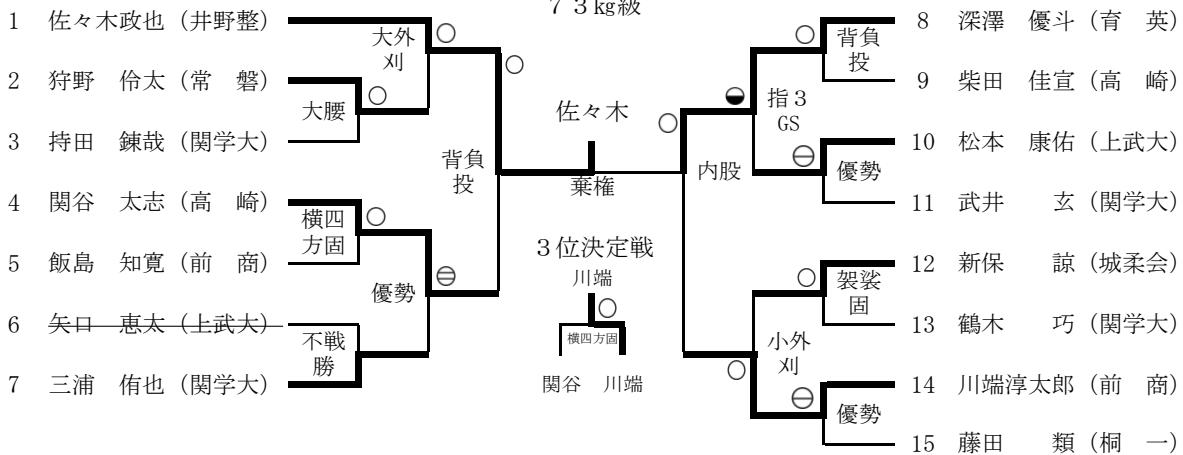 ７３㎏級
1 佐々木政也（井野整）
2 狩野 伶太（常 磐）
3 持田 錬哉（関学大）
4 関谷 太志（高 崎）
5 飯島 知寛（前 商）
6 矢口 恵太（上武大）
7 三浦 侑也（関学大）
大外
刈
大腰
背負
投
横四
方固
優勢
不戦
勝
佐々木
棄権
３位決定戦
川端
横四方固
関谷 川端
8 深澤 優斗（育 英）
9 柴田 佳宣（高 崎）
10 松本 康佑（上武大）
11 武井 玄（関学大）
12 新保 諒（城柔会）
13 鶴木 巧（関学大）
14 川端淳太郎（前 商）
15 藤田 類（桐 一）
背負
投
指３
GS
優勢
内股
袈裟
固
小外
刈
優勢